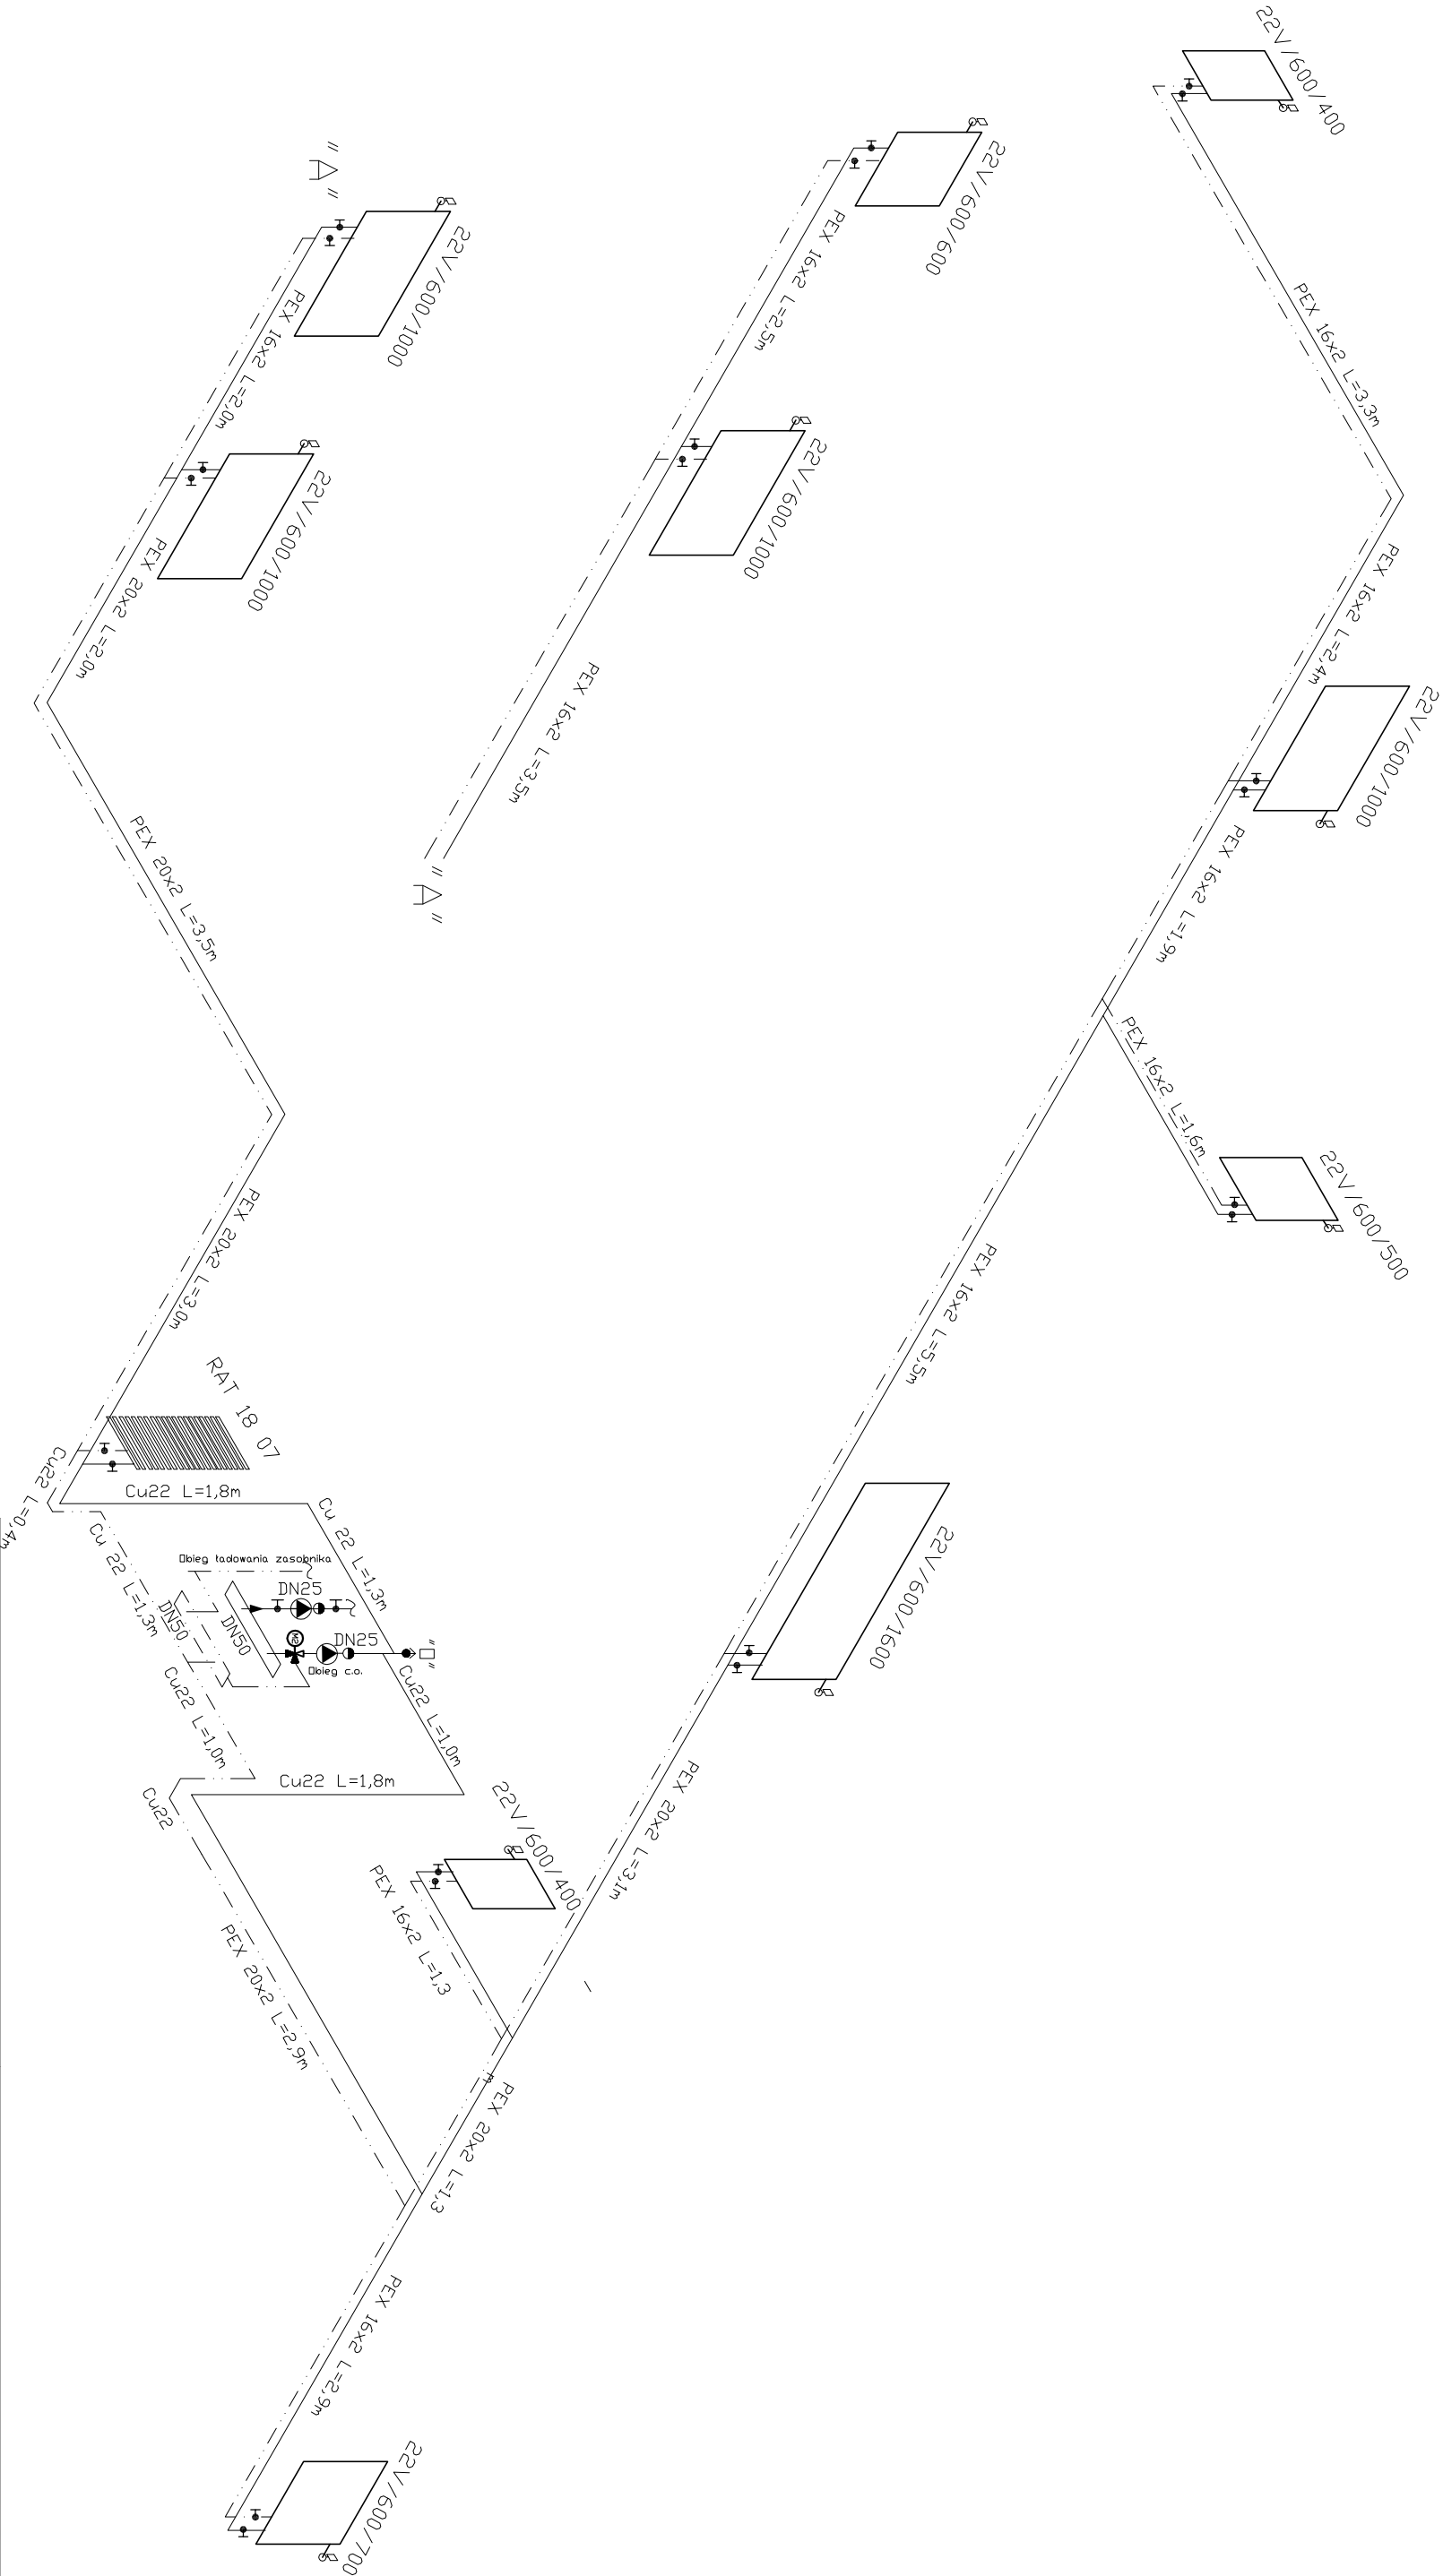 22V/600/400
22V/600/600
"A"
22V/600/1000
PEX 16x2 L=2,5m
PEX 16x2 L=2,0m
PEX 16x2 L=3,3m
22V/600/1000
22V/600/1000
PEX 20x2 L=2,0m
PEX 16x2 L=3,5m
PEX 16x2 L=2,4m
22V/600/1000
"A"
PEX 16x2 L=1,9m
PEX 20x2 L=3,5m
PEX 16x2 L=1,6m
22V/600/500
PEX 20x2 L=3,0m
PEX 16x2 L=5,5m
RAT 18 07
Cu22 L=0,4m
Cu22 L=1,8m
Cu 22 L=1,3m
Cu 22 L=1,3m
22V/600/1600
Obieg ładowania zasobnika
DN25
DN50
DN50
DN25
M
Obieg c.o.
Cu22 L=1,0m
Cu22 L=1,0m
Cu22 L=1,8m
Cu22
22V/600/400
PEX 20x2 L=3,1m
PEX 16x2 L=1,3
PEX 20x2 L=2,9m
PEX 20x2 L=1,3
m
PEX 16x2 L=2,9m
22V/600/700